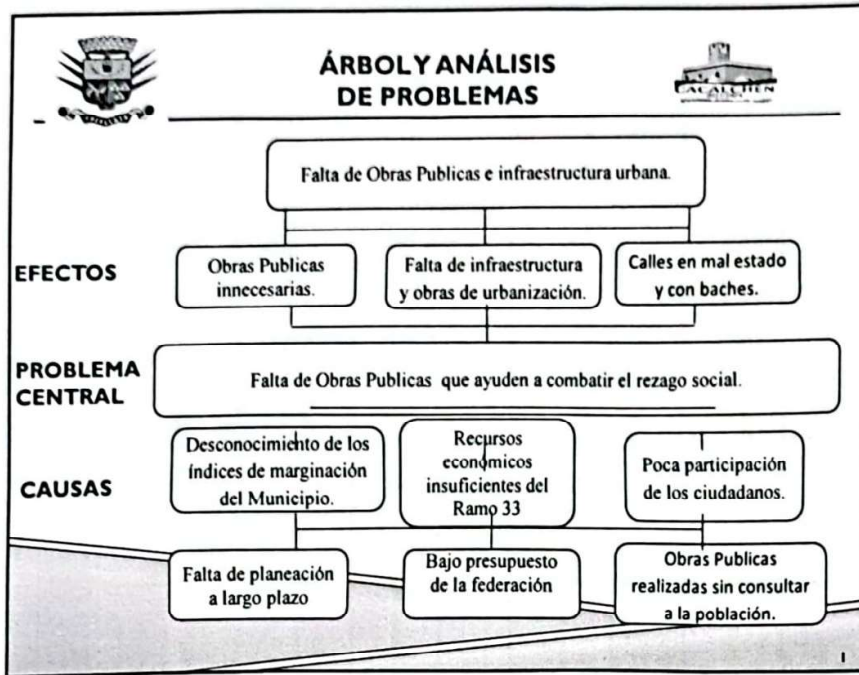 ÁRBOL Y ANÁLISIS
DE PROBLEMAS
CACALCHEN
Falta de Obras Publicas e infraestructura urbana.
EFECTOS
Obras Publicas
innecesarias.
Falta de infraestructura
y obras de urbanización.
Calles en mal estado
y con baches.
PROBLEMA
CENTRAL
Falta de Obras Publicas que ayuden a combatir el rezago social.
CAUSAS
Desconocimiento de los
índices de marginación
del Municipio.
Recursos
económicos
insuficientes del
Ramo 33
Poca participación
de los ciudadanos.
Falta de planeación
a largo plazo
Bajo presupuesto
de la federación
Obras Publicas
realizadas sin consultar
a la población.
1